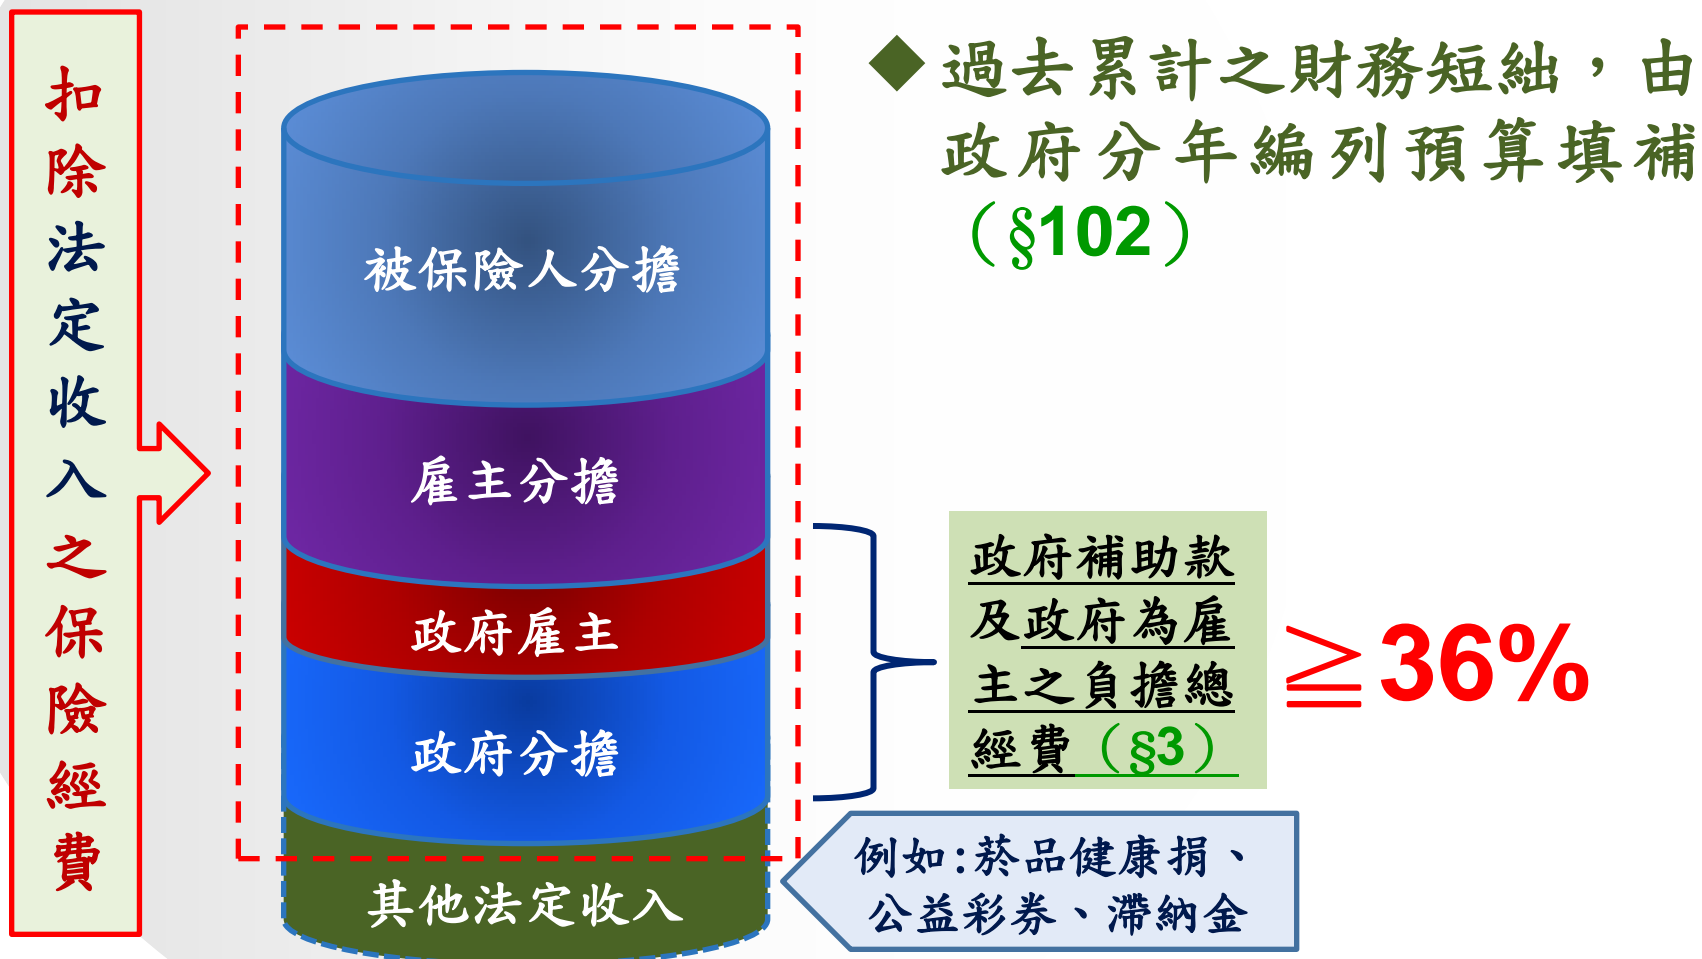 扣除法定收入之保險經費
被保險人分擔
雇主分擔
政府雇主
政府分擔
其他法定收入
過去累計之財務短絀，由
政府分年編列預算填補
（§102）
政府補助款
及政府為雇
主之負擔總
經費（§3）
≧36%
例如:菸品健康捐、
公益彩券、滯納金